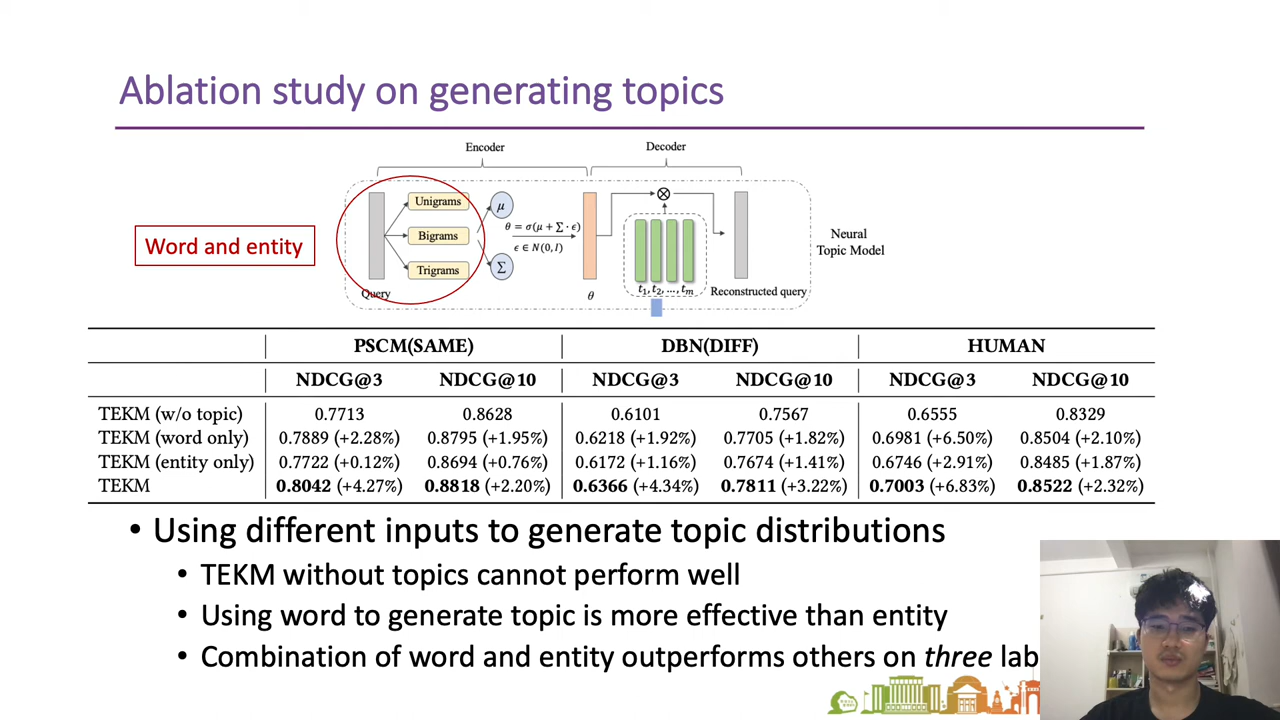 Ablation study on generating topics
Encoder
Decoder
Word and entity
Unigrams
Bigrams
Trigrams
μ
Σ
θ = σ(μ + Σ · ϵ)
ϵ ∈ N(0, I)
⊗
Query
θ
t₁, t₂, ..., tₘ
Reconstructed query
Neural
Topic Model
PSCM(SAME) DBN(DIFF) HUMAN
NDCG@3 NDCG@10 NDCG@3 NDCG@10 NDCG@3 NDCG@10
TEKM (w/o topic) 0.7713 0.8628 0.6101 0.7567 0.6555 0.8329
TEKM (word only) 0.7889 (+2.28%) 0.8795 (+1.95%) 0.6218 (+1.92%) 0.7705 (+1.82%) 0.6981 (+6.50%) 0.8504 (+2.10%)
TEKM (entity only) 0.7722 (+0.12%) 0.8694 (+0.76%) 0.6172 (+1.16%) 0.7674 (+1.41%) 0.6746 (+2.91%) 0.8485 (+1.87%)
TEKM 0.8042 (+4.27%) 0.8818 (+2.20%) 0.6366 (+4.34%) 0.7811 (+3.22%) 0.7003 (+6.83%) 0.8522 (+2.32%)
• Using different inputs to generate topic distributions
• TEKM without topics cannot perform well
• Using word to generate topic is more effective than entity
• Combination of word and entity outperforms others on three lab